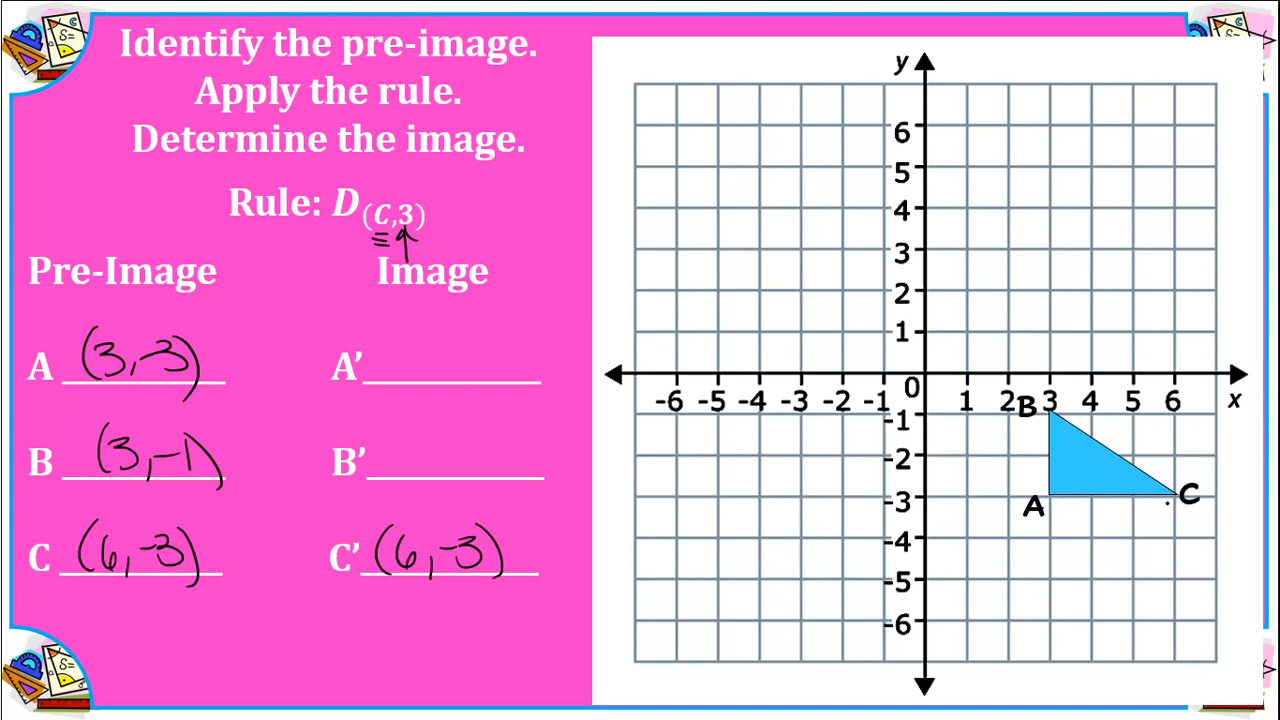 Identify the pre-image.
Apply the rule.
Determine the image.
Rule: D(C,3)
Pre-Image Image
A (3,-3) A’
B (3,-1) B’
C (6,-3) C’ (6,-3)
y
6
5
4
3
2
1
0
-6 -5 -4 -3 -2 -1 1 2 3 4 5 6 x
B
-1
-2
-3
A
C
-4
-5
-6